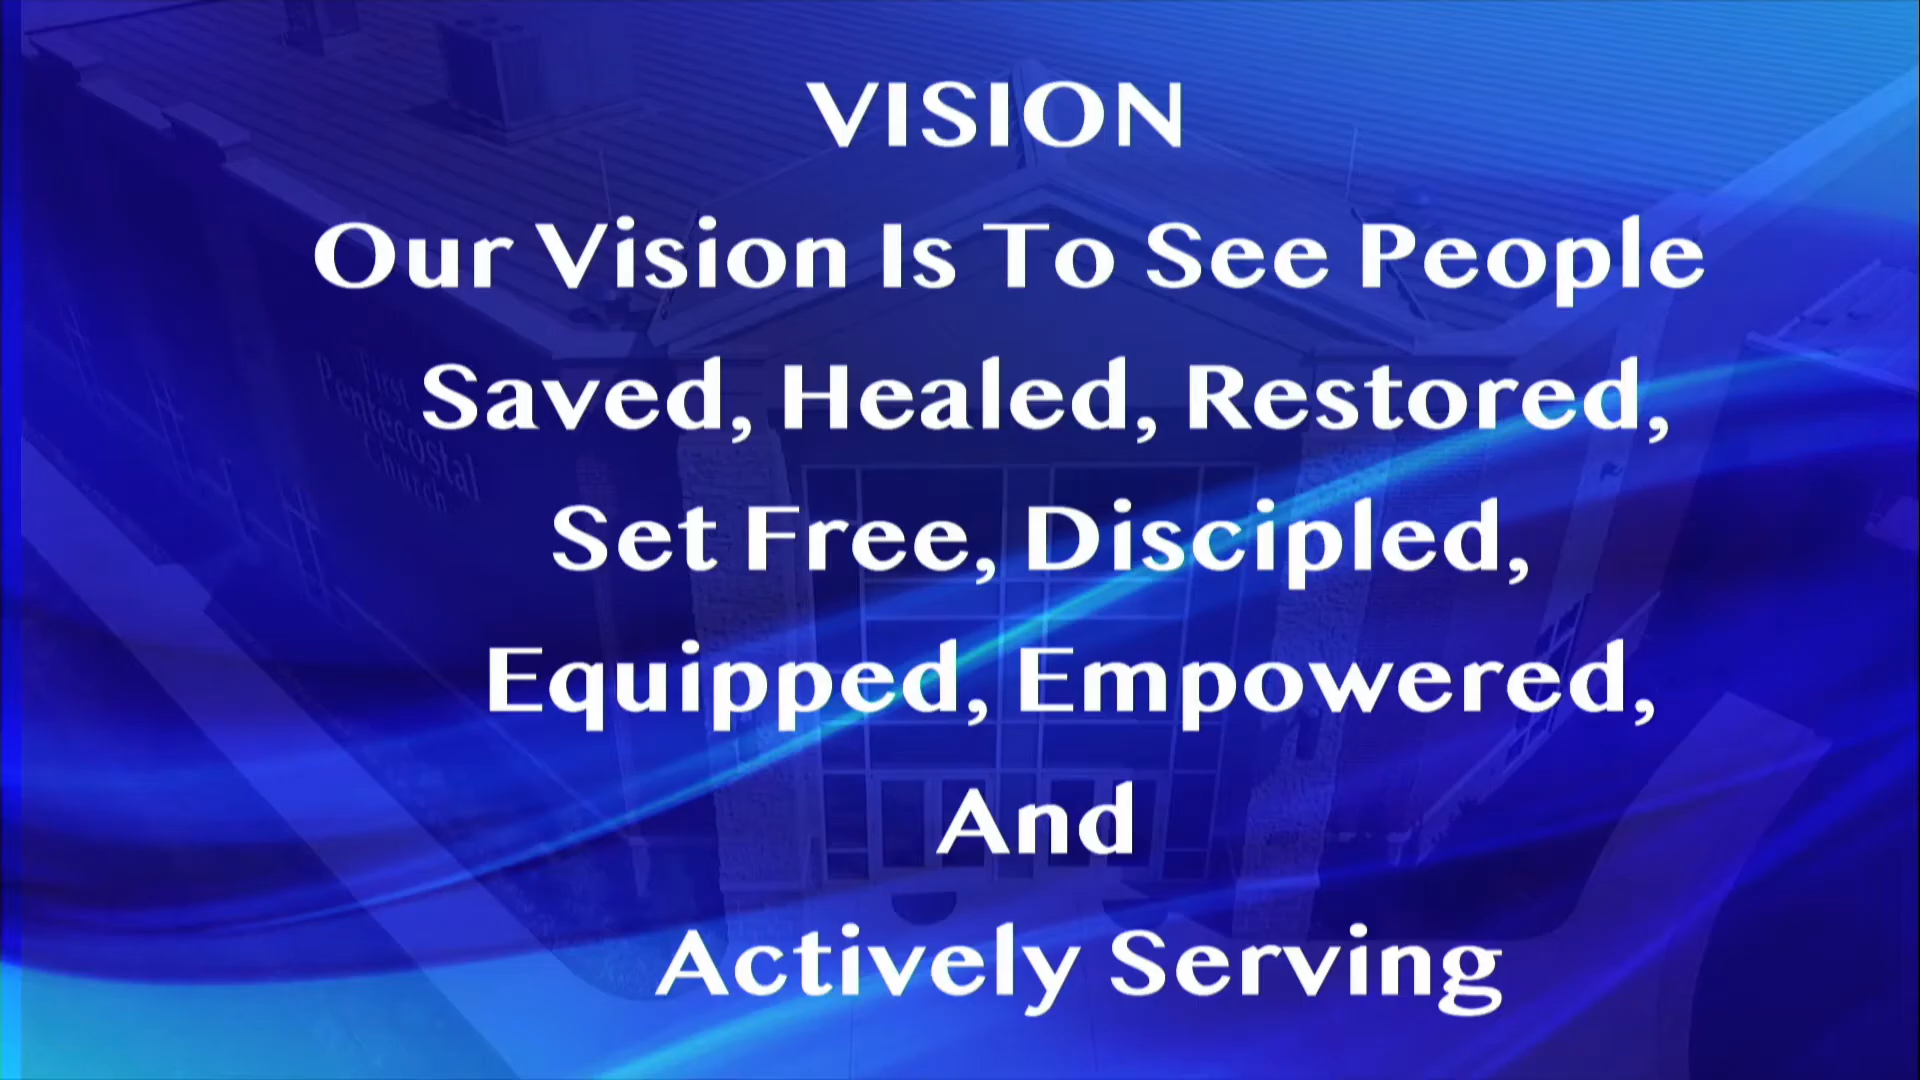 VISION
Our Vision Is To See People
Saved, Healed, Restored,
Set Free, Discipled,
Equipped, Empowered,
And
Actively Serving
First
Pentecostal
Church